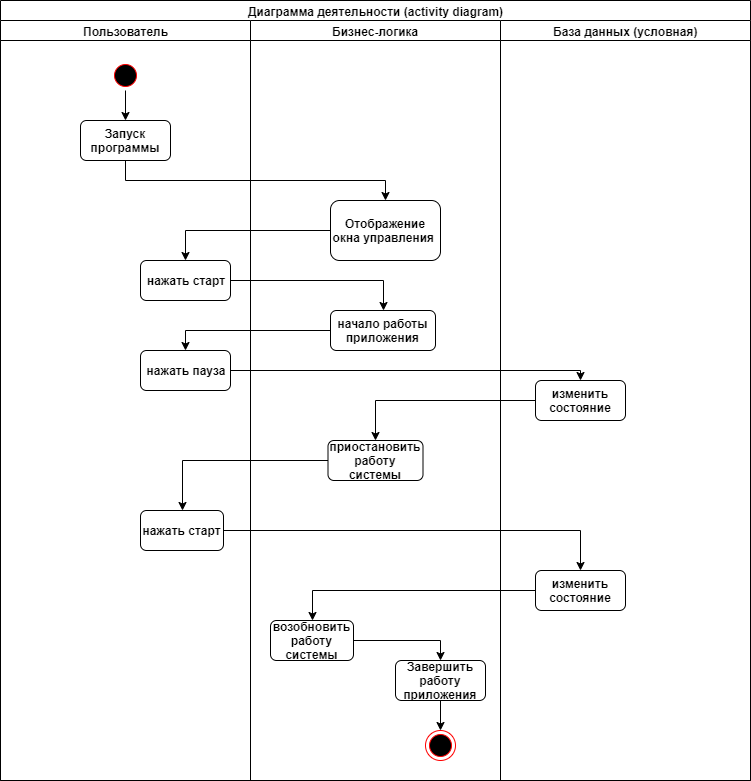 Диаграмма деятельности (activity diagram)
Пользователь
Бизнес-логика
База данных (условная)
Запуск
программы
Отображение
окна управления
нажать старт
начало работы
приложения
нажать пауза
изменить
состояние
приостановить
работу
системы
нажать старт
изменить
состояние
возобновить
работу
системы
Завершить
работу
приложения